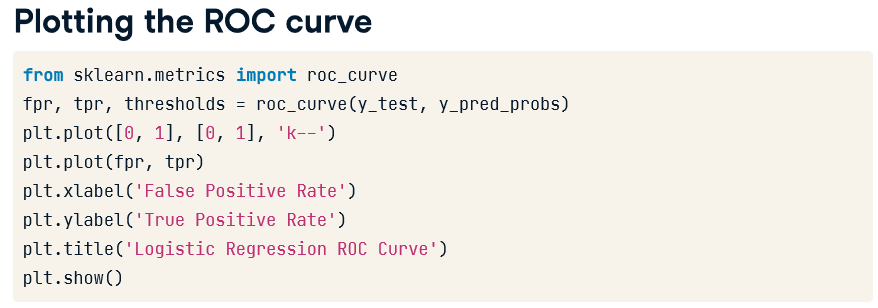 Plotting the ROC curve
from sklearn.metrics import roc_curve
fpr, tpr, thresholds = roc_curve(y_test, y_pred_probs)
plt.plot([0, 1], [0, 1], 'k--')
plt.plot(fpr, tpr)
plt.xlabel('False Positive Rate')
plt.ylabel('True Positive Rate')
plt.title('Logistic Regression ROC Curve')
plt.show()